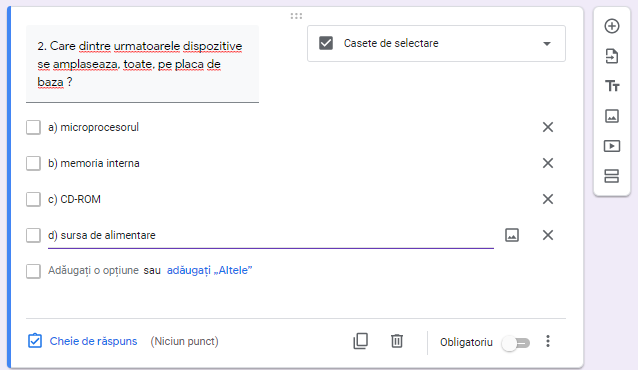 2. Care dintre urmatoarele dispozitive
se amplaseaza, toate, pe placa de
baza ?
Casete de selectare
a) microprocesorul
b) memoria interna
c) CD-ROM
d) sursa de alimentare
Adăugați o opțiune sau adăugați „Altele”
Cheie de răspuns (Niciun punct)
Obligatoriu
Tт